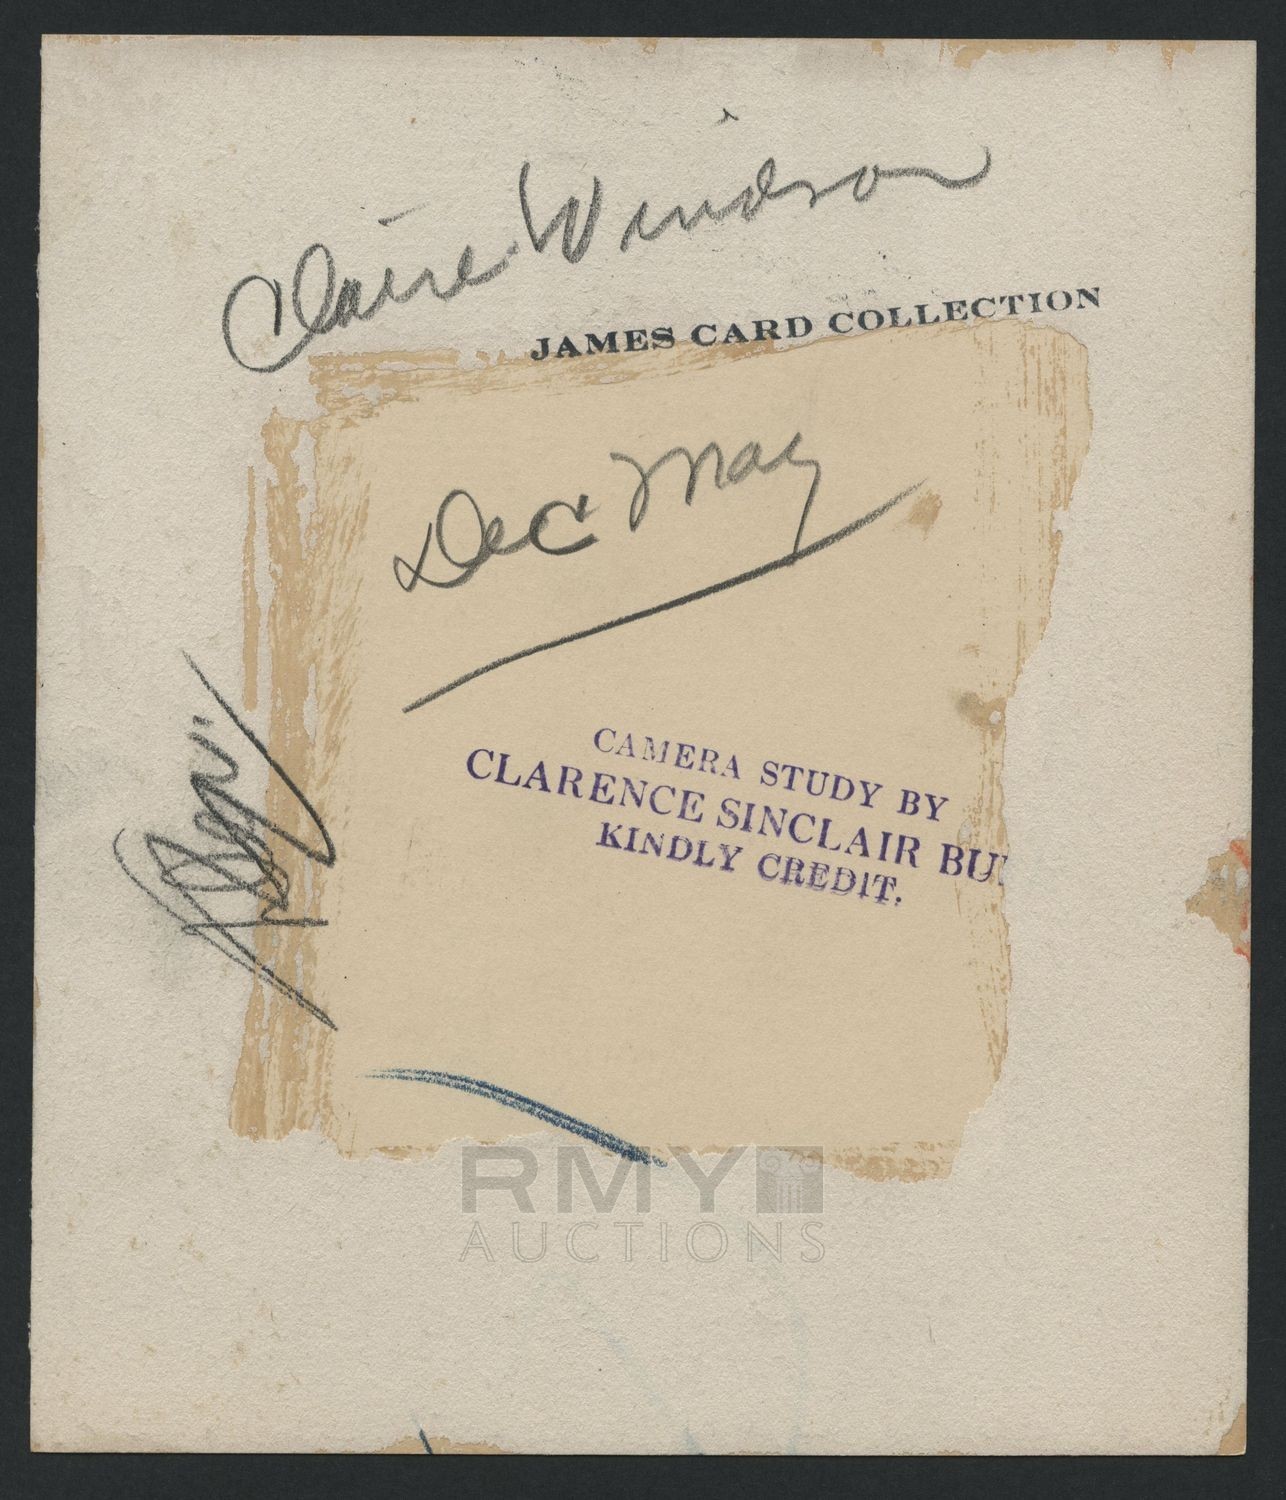 Claire Windsor
JAMES CARD COLLECTION
Dec May
CAMERA STUDY BY
CLARENCE SINCLAIR BU
KINDLY CREDIT.
RMY
AUCTIONS